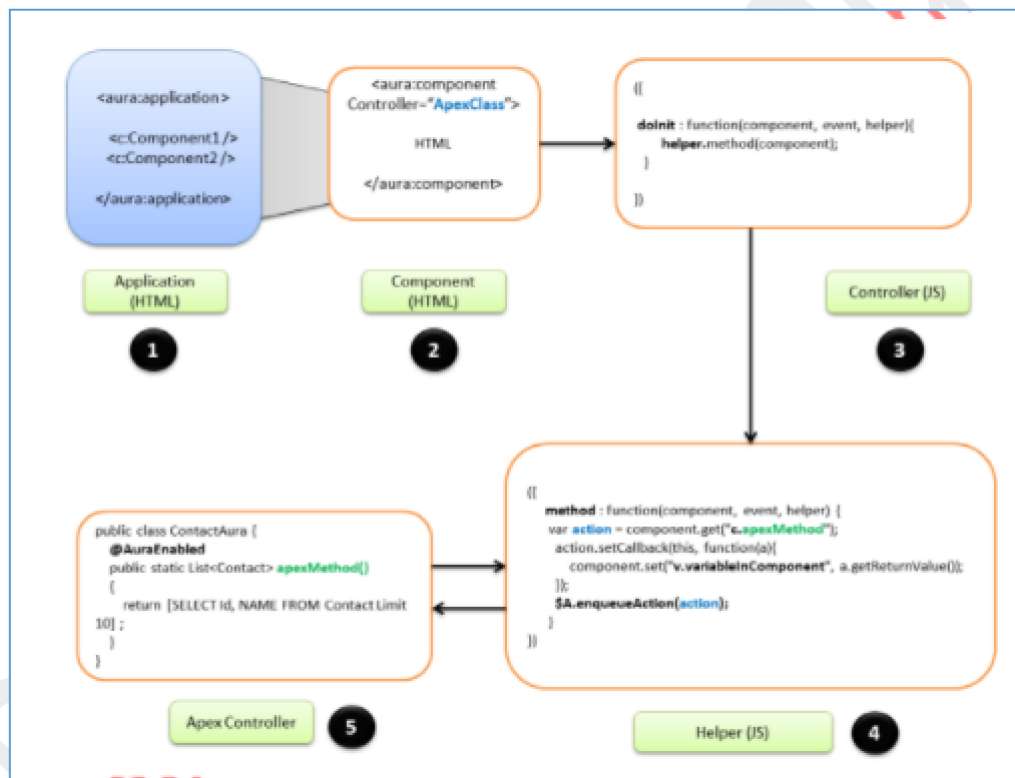 <aura:application>
<c:Component1 />
<c:Component2 />
</aura:application>
Application
(HTML)
1
<aura:component
Controller="ApexClass">
HTML
</aura:component>
Component
(HTML)
2
({
doInit : function(component, event, helper){
helper.method(component);
}
})
Controller (JS)
3
({
method : function(component, event, helper) {
var action = component.get("c.apexMethod");
action.setCallback(this, function(a){
component.set("v.variableInComponent", a.getReturnValue());
});
$A.enqueueAction(action);
}
})
Helper (JS)
4
public class ContactAura {
@AuraEnabled
public static List<Contact> apexMethod()
{
return [SELECT Id, NAME FROM Contact Limit
10] ;
}
}
Apex Controller
5